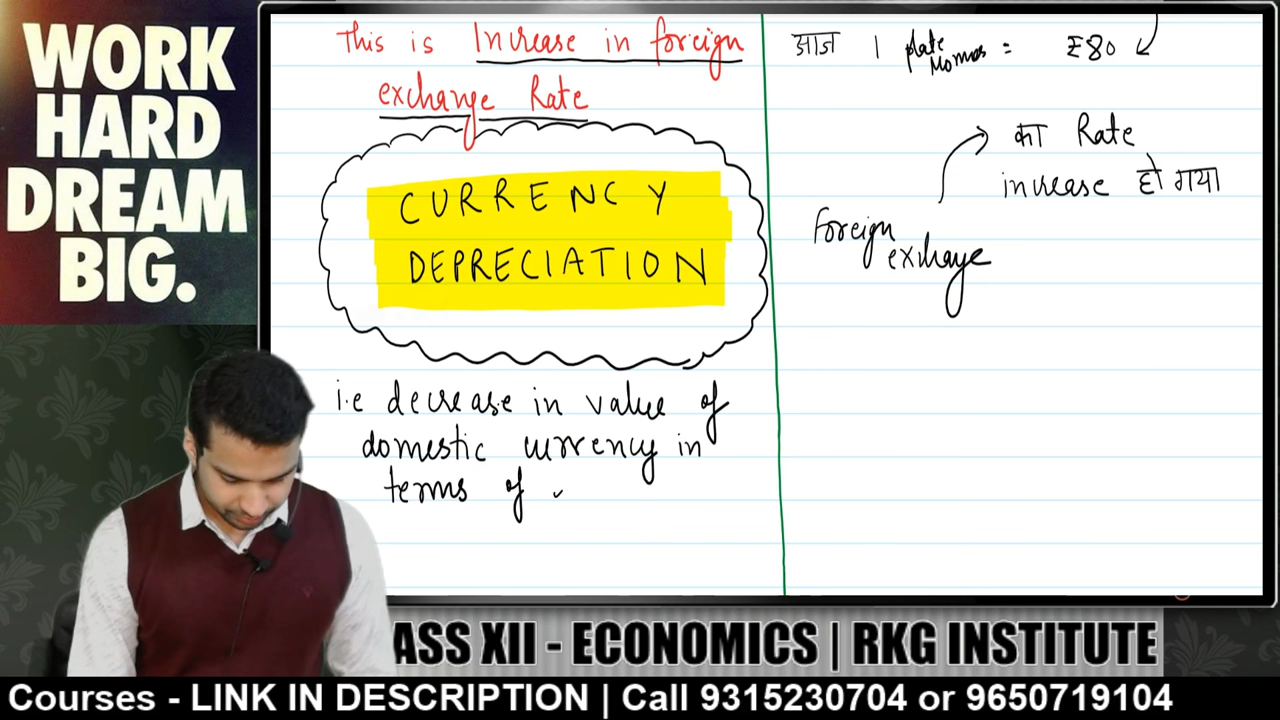 WORK
HARD
DREAM
BIG.
This is Increase in foreign
exchange Rate
CURRENCY
DEPRECIATION
i.e decrease in value of
domestic currency in
terms of
आज 1 plate
Momos = ₹80
का Rate
increase हो गया
Foreign
exchage
ASS XII - ECONOMICS | RKG INSTITUTE
Courses - LINK IN DESCRIPTION | Call 9315230704 or 9650719104